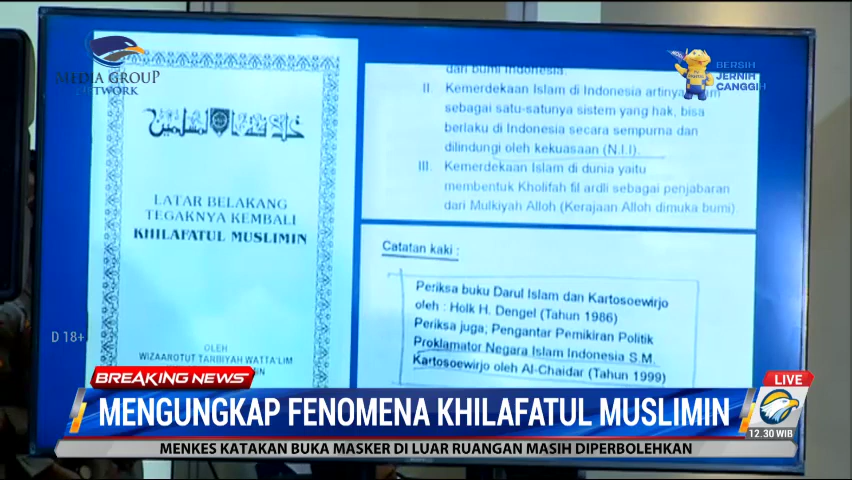 MEDIA GROUP
NETWORK
BERSIH
JERNIH
CANGGIH
LATAR BELAKANG
TEGAKNYA KEMBALI
KHILAFATUL MUSLIMIN
OLEH
WIZAAROTUT TARBIYAH WATTA'LIM
dari bumi Indonesia.
II. Kemerdekaan Islam di Indonesia artinya
sebagai satu-satunya sistem yang hak, bisa
berlaku di Indonesia secara sempurna dan
dilindungi oleh kekuasaan (N.I.I).
III. Kemerdekaan Islam di dunia yaitu
membentuk Kholifah fil ardli sebagai penjabaran
dari Mulkiyah Alloh (Kerajaan Alloh dimuka bumi).
Catatan kaki :
Periksa buku Darul Islam dan Kartosoewirjo
oleh : Holk H. Dengel (Tahun 1986)
Periksa juga; Pengantar Pemikiran Politik
Proklamator Negara Islam Indonesia S.M.
Kartosoewirjo oleh Al-Chaidar (Tahun 1999)
D 18+
BREAKING NEWS
LIVE
MENGUNGKAP FENOMENA KHILAFATUL MUSLIMIN
12.30 WIB
MENKES KATAKAN BUKA MASKER DI LUAR RUANGAN MASIH DIPERBOLEHKAN